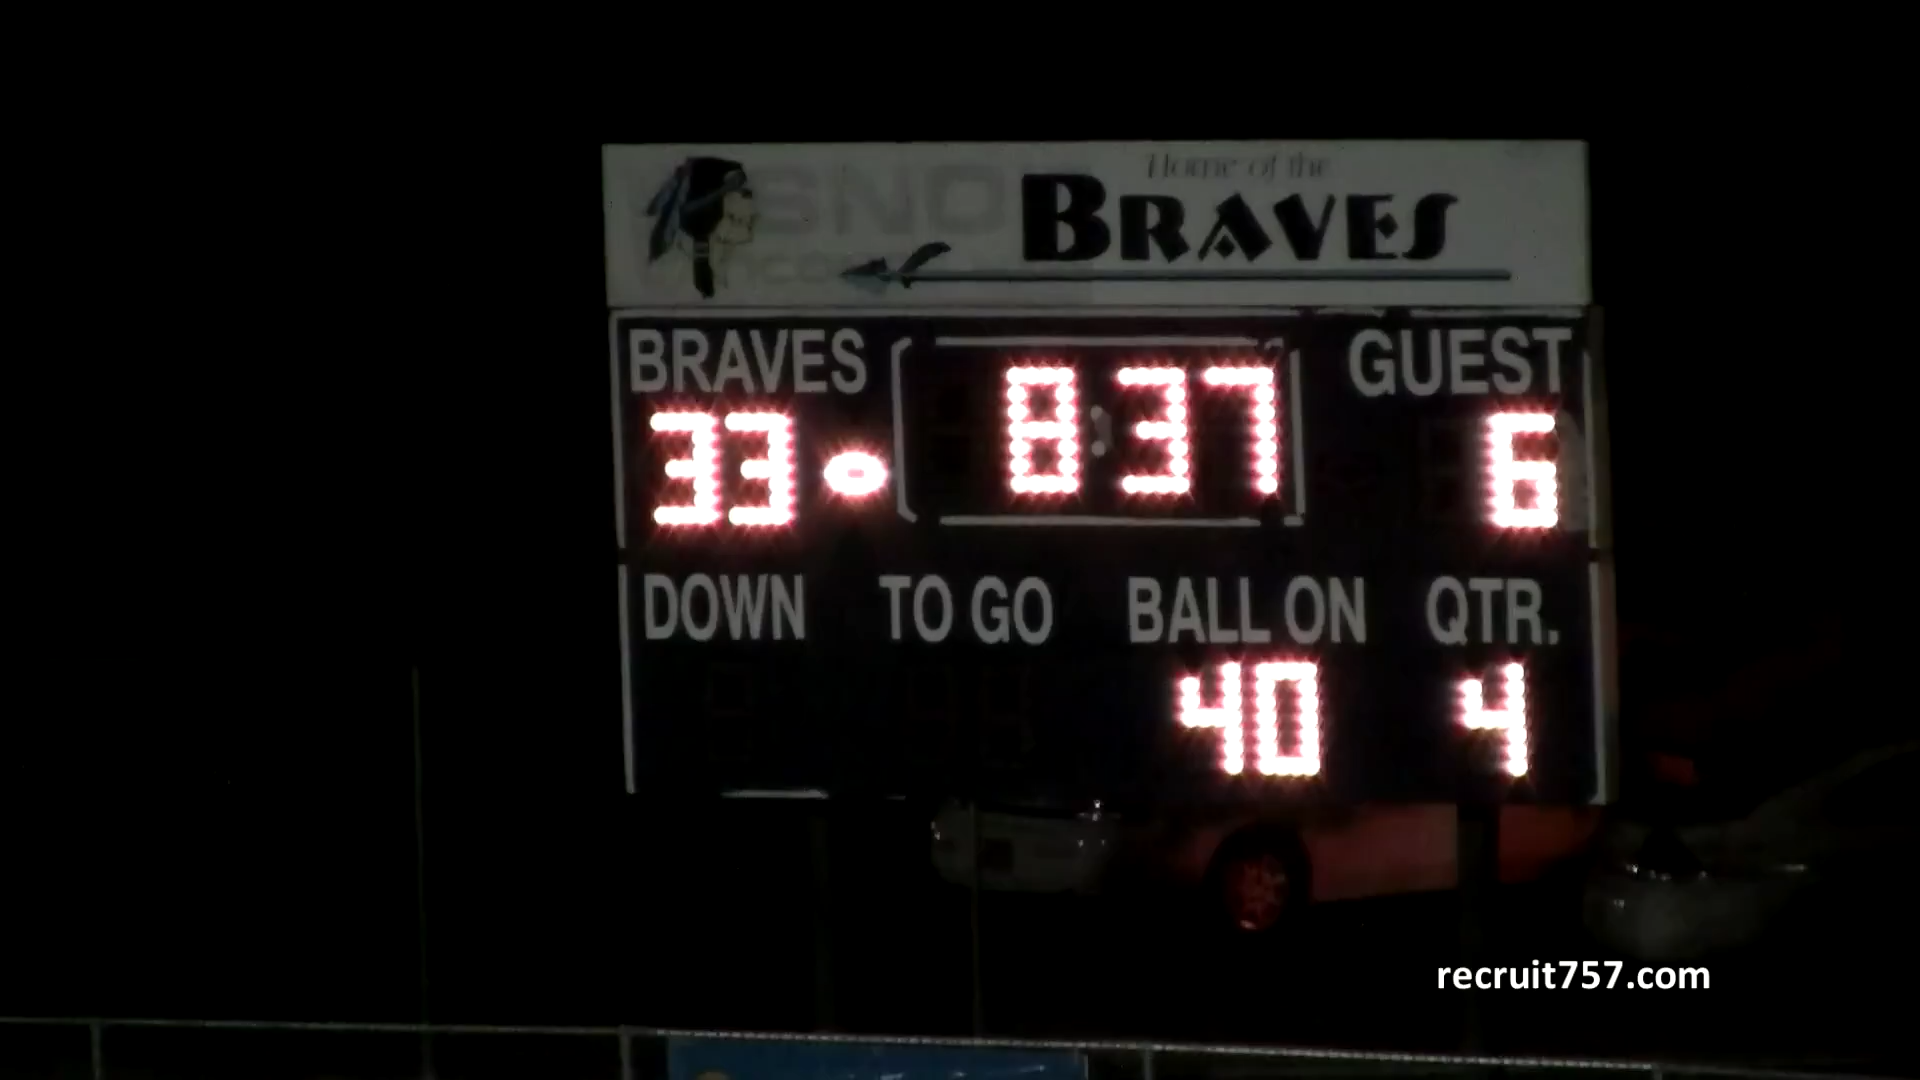 Home of the
BRAVES
BRAVES 8:37 GUEST
33 6
DOWN TO GO BALL ON QTR.
40 4
recruit757.com